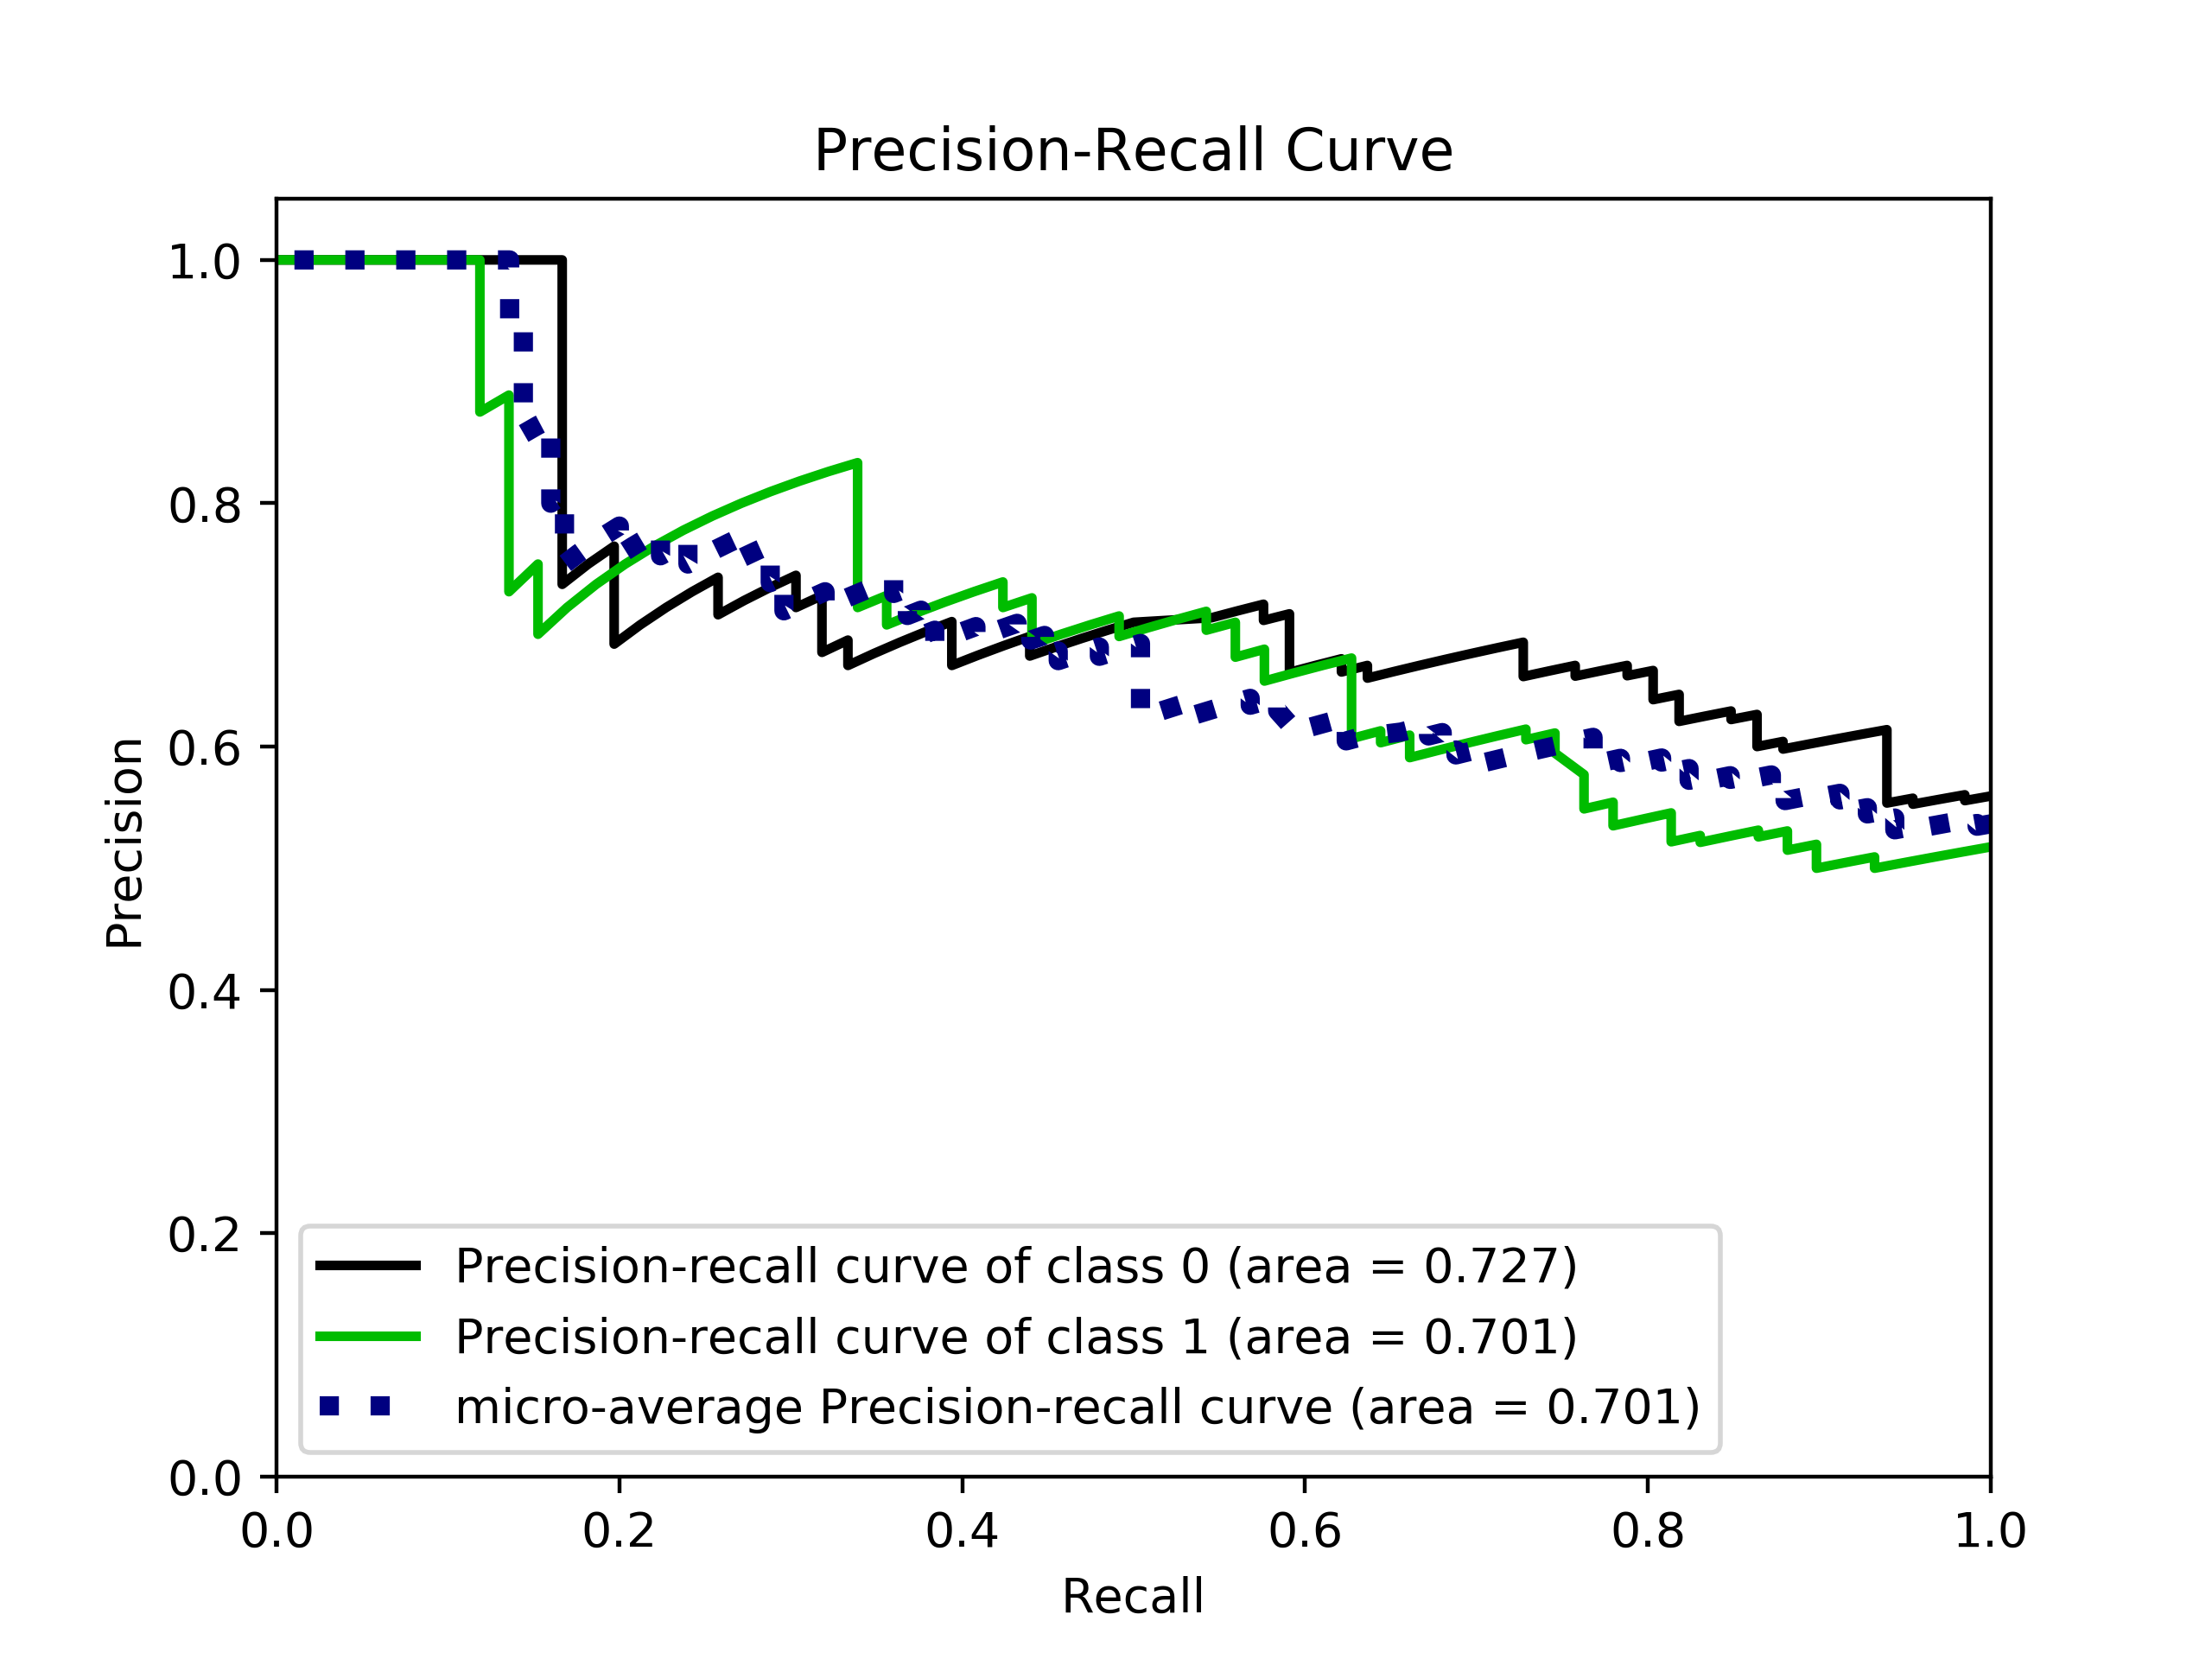 Precision-Recall Curve
1.0
0.8
0.6
0.4
0.2
0.0
Precision
Precision-recall curve of class 0 (area = 0.727)
Precision-recall curve of class 1 (area = 0.701)
micro-average Precision-recall curve (area = 0.701)
0.0 0.2 0.4 0.6 0.8 1.0
Recall